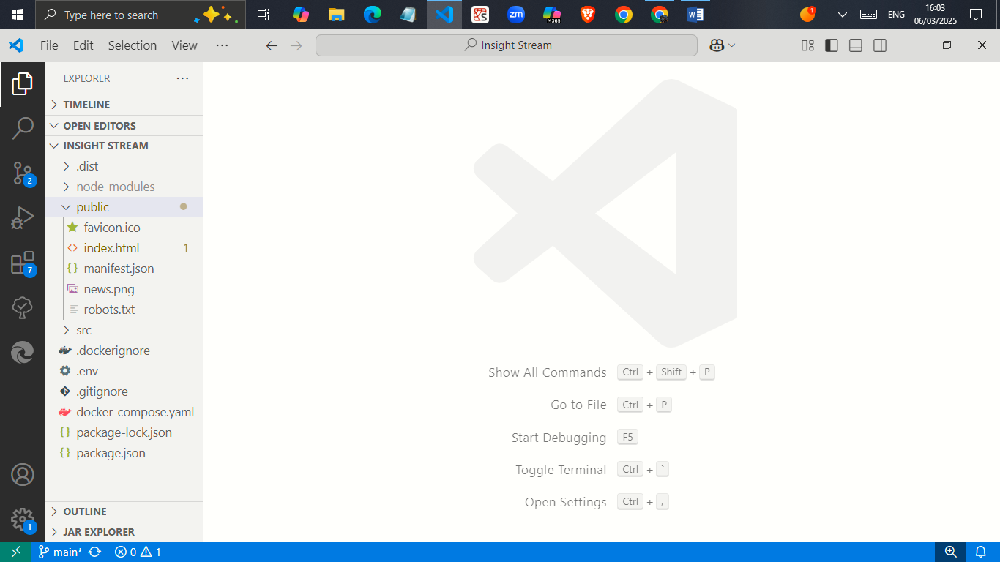 Type here to search
zm
M365
1
ENG
16:03
06/03/2025
File Edit Selection View ···
Insight Stream
EXPLORER
TIMELINE
OPEN EDITORS
INSIGHT STREAM
.dist
node_modules
public
favicon.ico
index.html 1
manifest.json
news.png
robots.txt
src
.dockerignore
.env
.gitignore
docker-compose.yaml
package-lock.json
package.json
OUTLINE
JAR EXPLORER
2
7
1
Show All Commands Ctrl + Shift + P
Go to File Ctrl + P
Start Debugging F5
Toggle Terminal Ctrl + `
Open Settings Ctrl + ,
main* 0 1